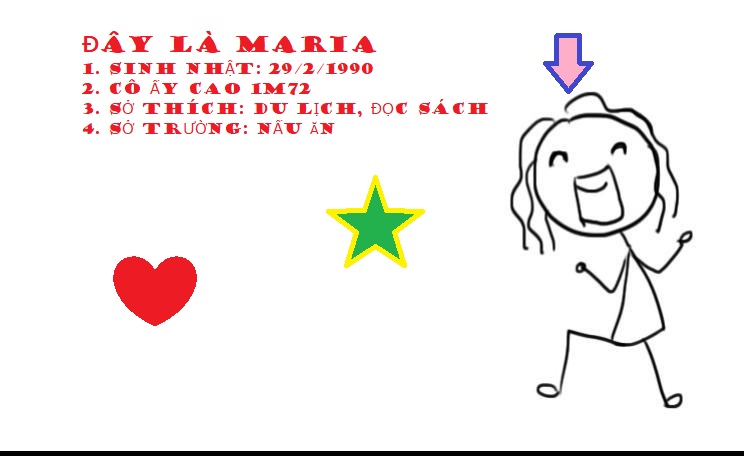 ĐÂY LÀ MARIA
1. SINH NHẬT: 29/2/1990
2. CÔ ẤY CAO 1M72
3. SỞ THÍCH: DU LỊCH, ĐỌC SÁCH
4. SỞ TRƯỜNG: NẤU ĂN